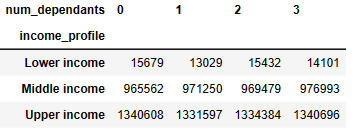 num_dependants 0 1 2 3
income_profile
Lower income 15679 13029 15432 14101
Middle income 965562 971250 969479 976993
Upper income 1340608 1331597 1334384 1340696